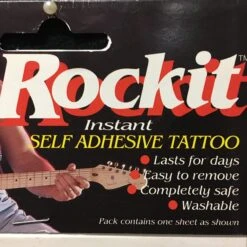 Rockit™
Instant
SELF ADHESIVE TATTOO
• Lasts for days
• Easy to remove
• Completely safe
• Washable
Pack contains one sheet as shown